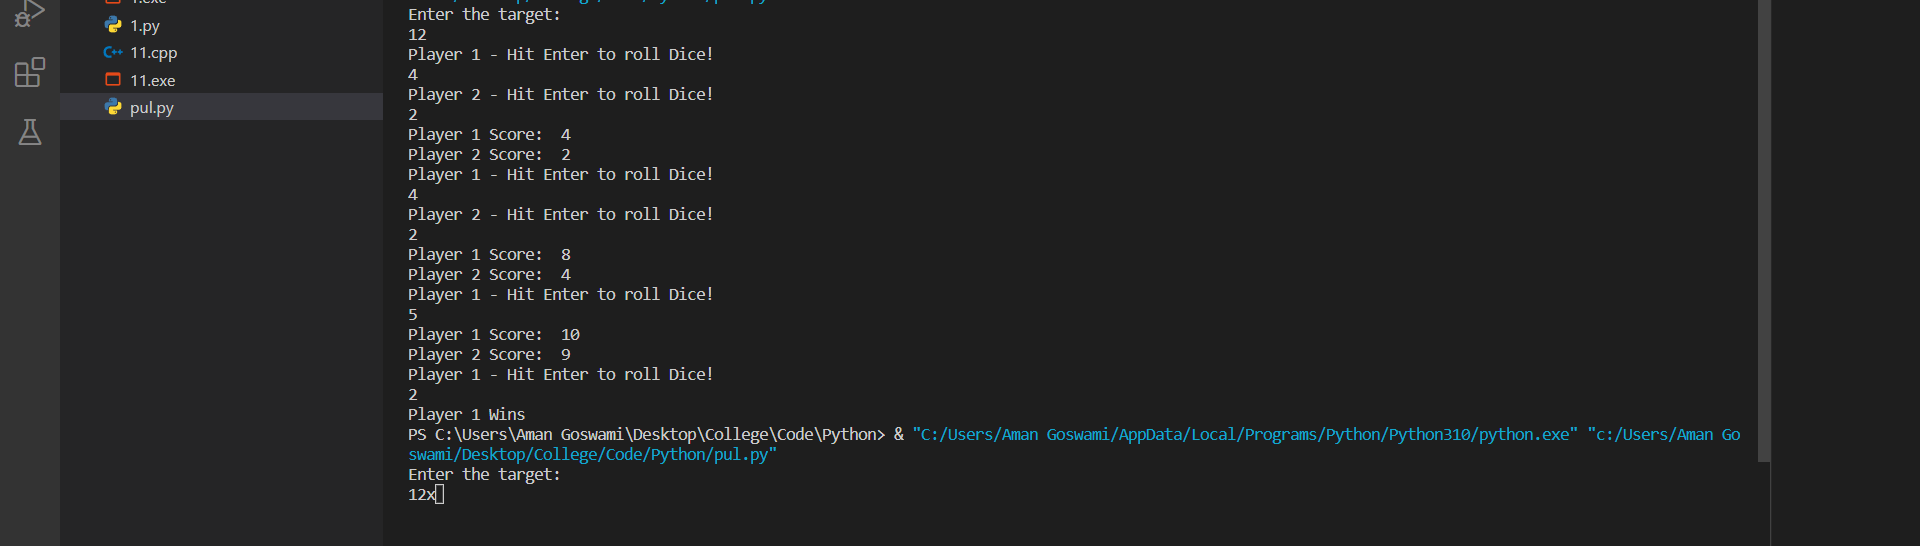 1.exe
1.py
11.cpp
11.exe
pul.py
Enter the target:
12
Player 1 - Hit Enter to roll Dice!
4
Player 2 - Hit Enter to roll Dice!
2
Player 1 Score:  4
Player 2 Score:  2
Player 1 - Hit Enter to roll Dice!
4
Player 2 - Hit Enter to roll Dice!
2
Player 1 Score:  8
Player 2 Score:  4
Player 1 - Hit Enter to roll Dice!
5
Player 1 Score:  10
Player 2 Score:  9
Player 1 - Hit Enter to roll Dice!
2
Player 1 Wins
PS C:\Users\Aman Goswami\Desktop\College\Code\Python> & "C:/Users/Aman Goswami/AppData/Local/Programs/Python/Python310/python.exe" "c:/Users/Aman Go
swami/Desktop/College/Code/Python/pul.py"
Enter the target:
12x